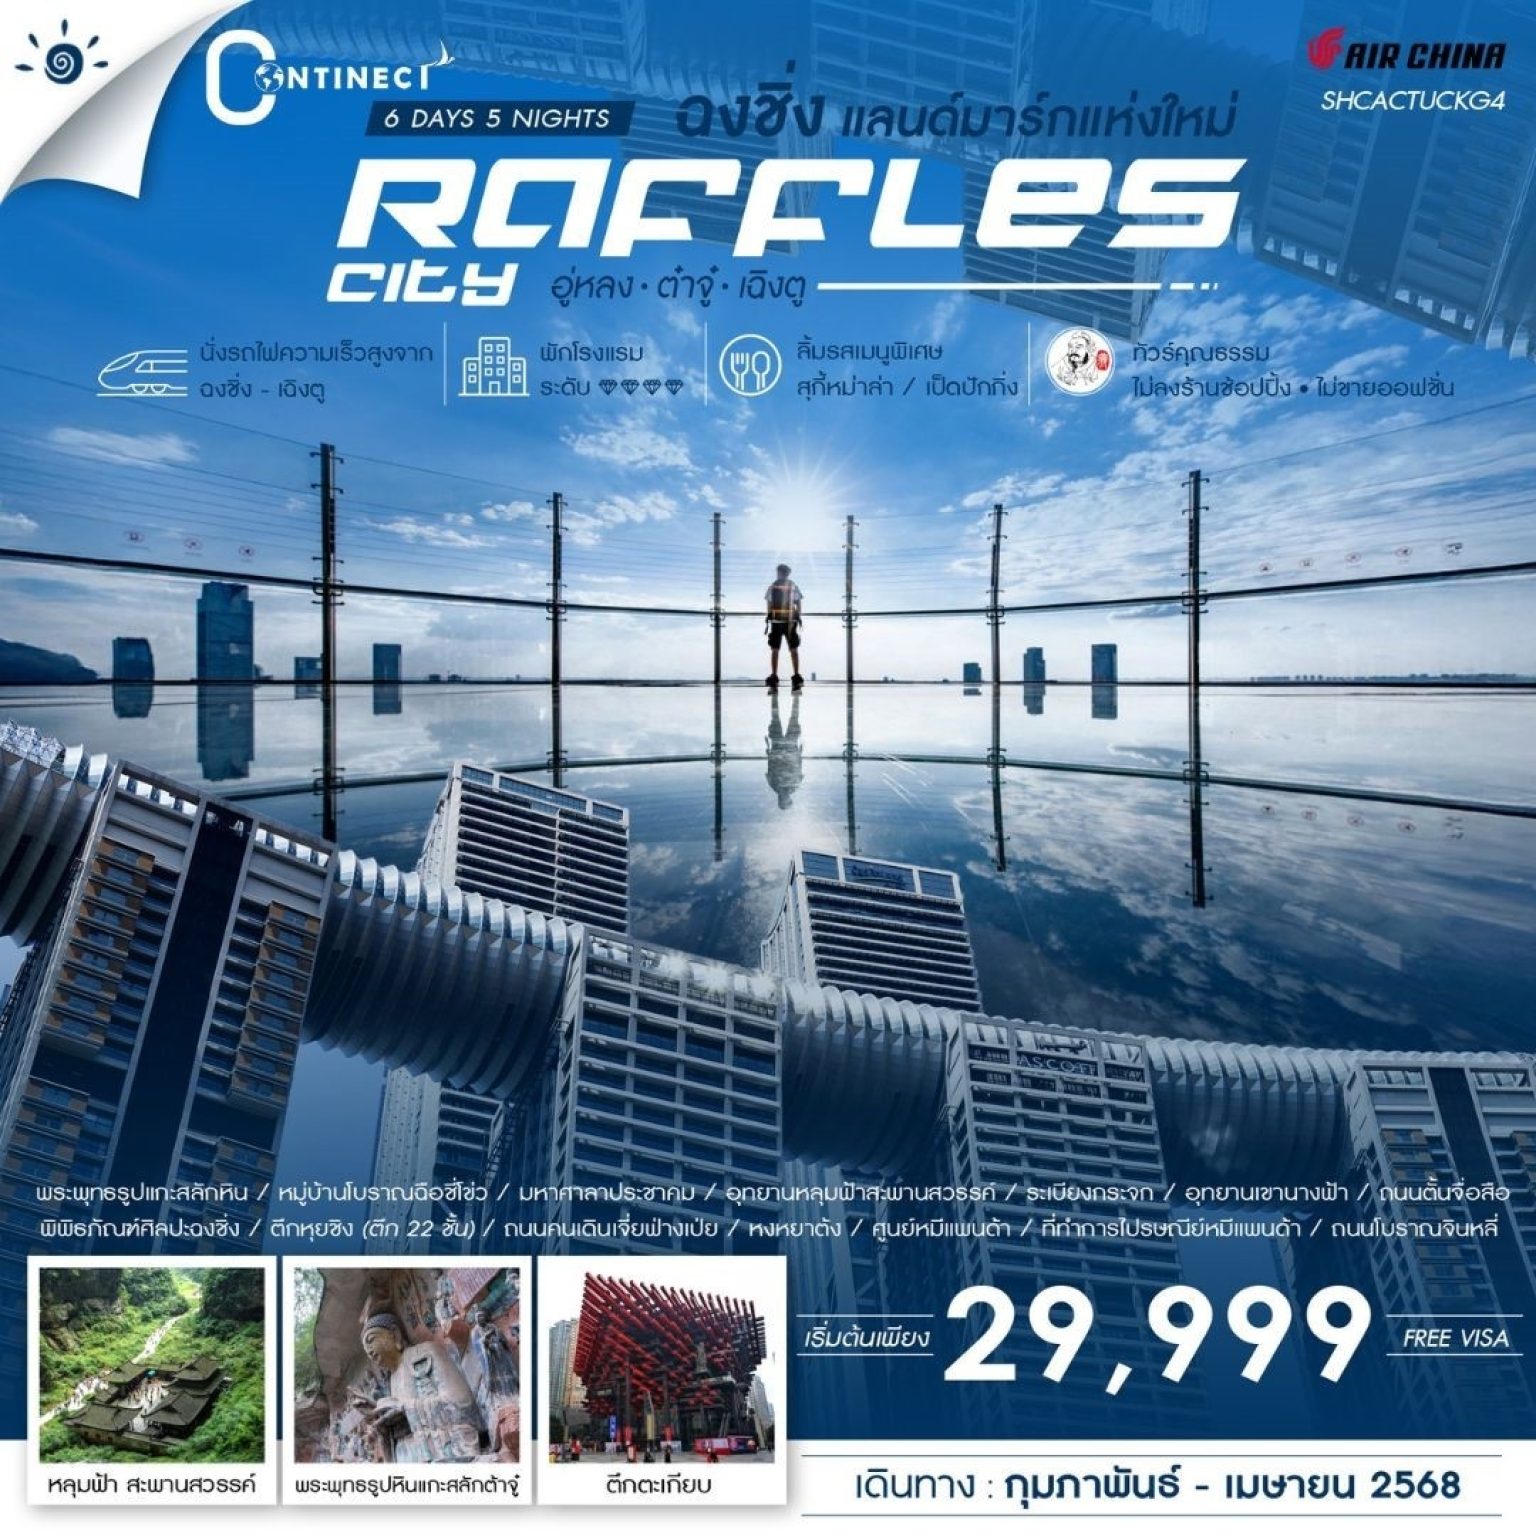 CONTINECT
AIR CHINA
SHCACTUCKG4
6 DAYS 5 NIGHTS
ฉงชิ่ง แลนด์มาร์กแห่งใหม่
RAFFLES
CITY
อู่หลง · ต๋าจู๋ · เฉิงตู
นั่งรถไฟความเร็วสูงจาก
ฉงชิ่ง - เฉิงตู
พักโรงแรม
ระดับ
ลิ้มรสเมนูพิเศษ
สุกี้หม่าล่า / เป็ดปักกิ่ง
ทัวร์คุณธรรม
ไม่ลงร้านช้อปปิ้ง • ไม่ขายออฟชั่น
ASCOTT
พระพุทธรูปแกะสลักหิน / หมู่บ้านโบราณฉือชี่โข่ว / มหาศาลาประชาคม / อุทยานหลุมฟ้าสะพานสวรรค์ / ระเบียงกระจก / อุทยานเขานางฟ้า / ถนนตั้นจื่อสือ
พิพิธภัณฑ์ศิลปะฉงชิ่ง / ตึกหุยชิง (ตึก 22 ชั้น) / ถนนคนเดินเจี่ยฟ่างเป่ย / หงหยาต้ง / ศูนย์หมีแพนด้า / ที่ทำการไปรษณีย์หมีแพนด้า / ถนนโบราณจินหลี่
เริ่มต้นเพียง
29,999
FREE VISA
หลุมฟ้า สะพานสวรรค์
พระพุทธรูปหินแกะสลักต้าจู๋
ตึกตะเกียบ
เดินทาง : กุมภาพันธ์ - เมษายน 2568